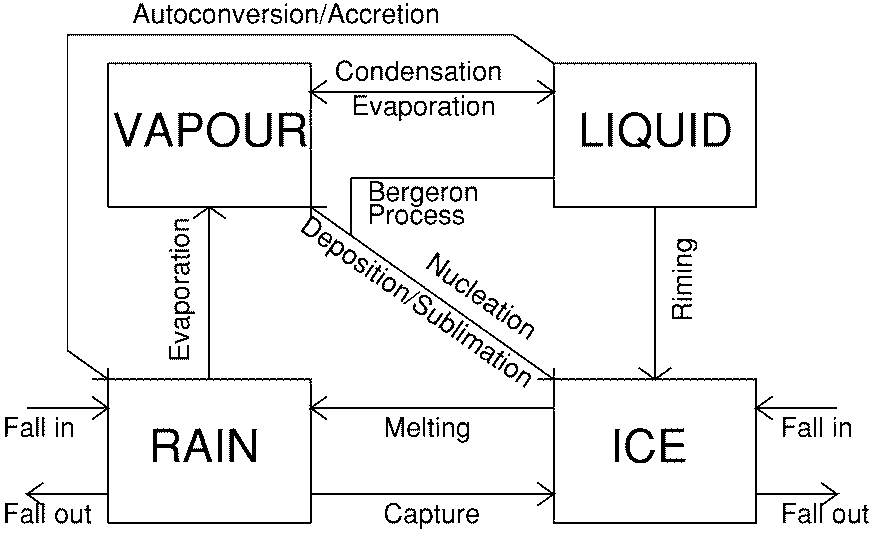 Autoconversion/Accretion
Condensation
Evaporation
VAPOUR
LIQUID
Bergeron
Process
Deposition/Sublimation
Nucleation
Evaporation
Riming
Fall in
RAIN
Melting
ICE
Fall in
Fall out
Capture
Fall out